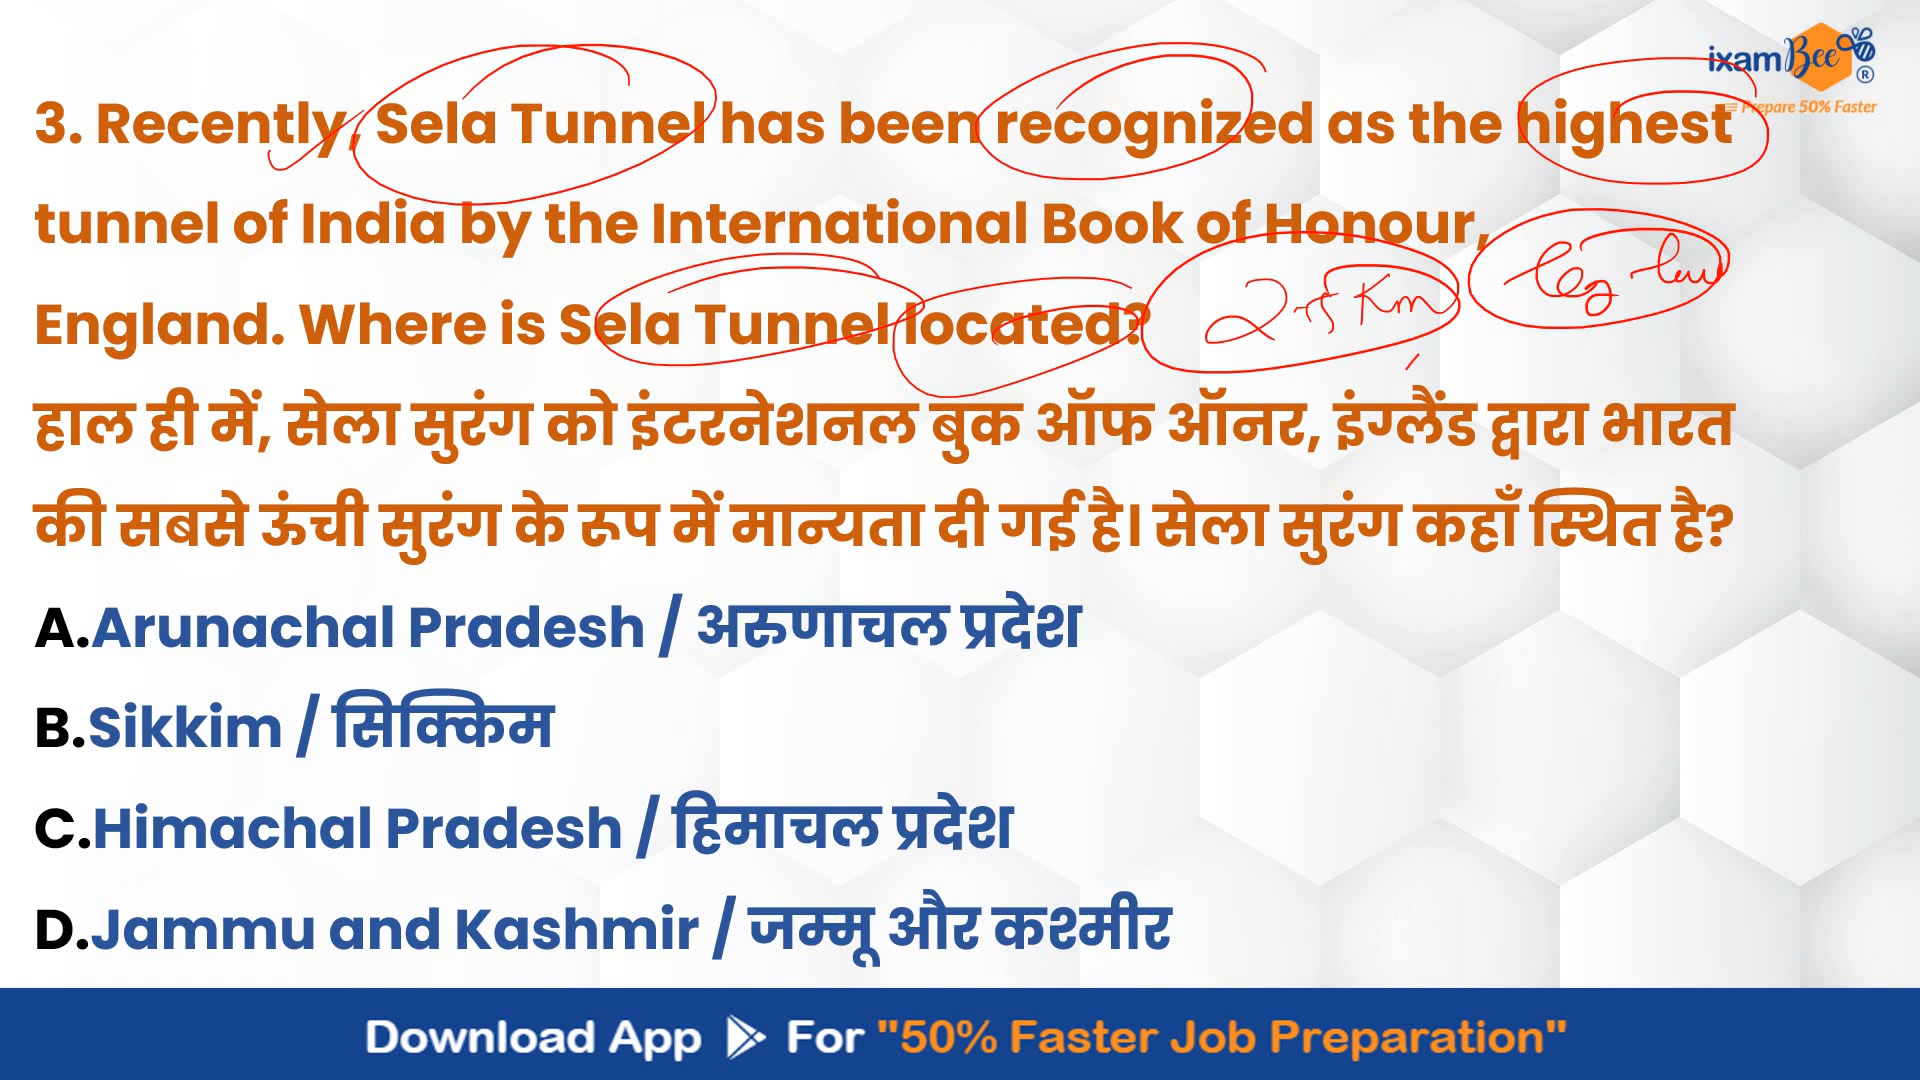 ixamBee
®
Prepare 50% Faster
3. Recently, Sela Tunnel has been recognized as the highest
tunnel of India by the International Book of Honour,
England. Where is Sela Tunnel located?
Km
हाल ही में, सेला सुरंग को इंटरनेशनल बुक ऑफ ऑनर, इंग्लैंड द्वारा भारत
की सबसे ऊंची सुरंग के रूप में मान्यता दी गई है। सेला सुरंग कहाँ स्थित है?
A.Arunachal Pradesh / अरुणाचल प्रदेश
B.Sikkim / सिक्किम
C.Himachal Pradesh / हिमाचल प्रदेश
D.Jammu and Kashmir / जम्मू और कश्मीर
Download App For "50% Faster Job Preparation"